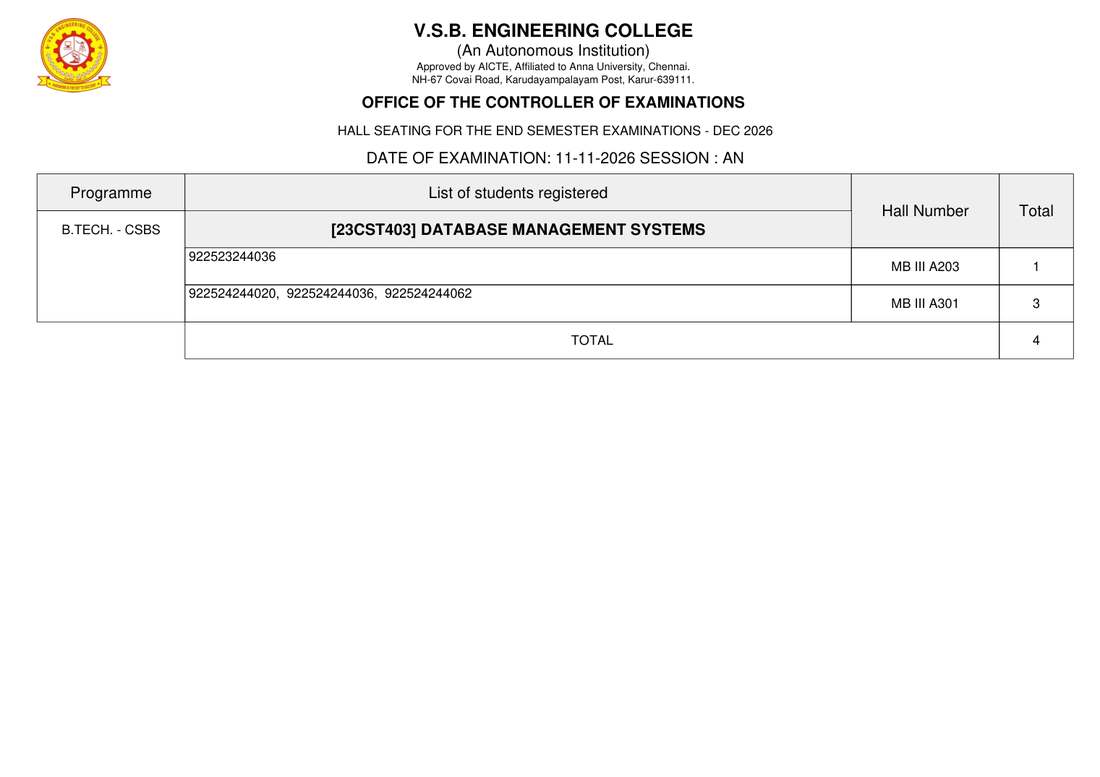 V.S.B. ENGINEERING COLLEGE
(An Autonomous Institution)
Approved by AICTE, Affiliated to Anna University, Chennai.
NH-67 Covai Road, Karudayampalayam Post, Karur-639111.
OFFICE OF THE CONTROLLER OF EXAMINATIONS
HALL SEATING FOR THE END SEMESTER EXAMINATIONS - DEC 2026
DATE OF EXAMINATION: 11-11-2026 SESSION : AN
Programme List of students registered Hall Number Total
B.TECH. - CSBS [23CST403] DATABASE MANAGEMENT SYSTEMS
922523244036 MB III A203 1
922524244020, 922524244036, 922524244062 MB III A301 3
TOTAL 4